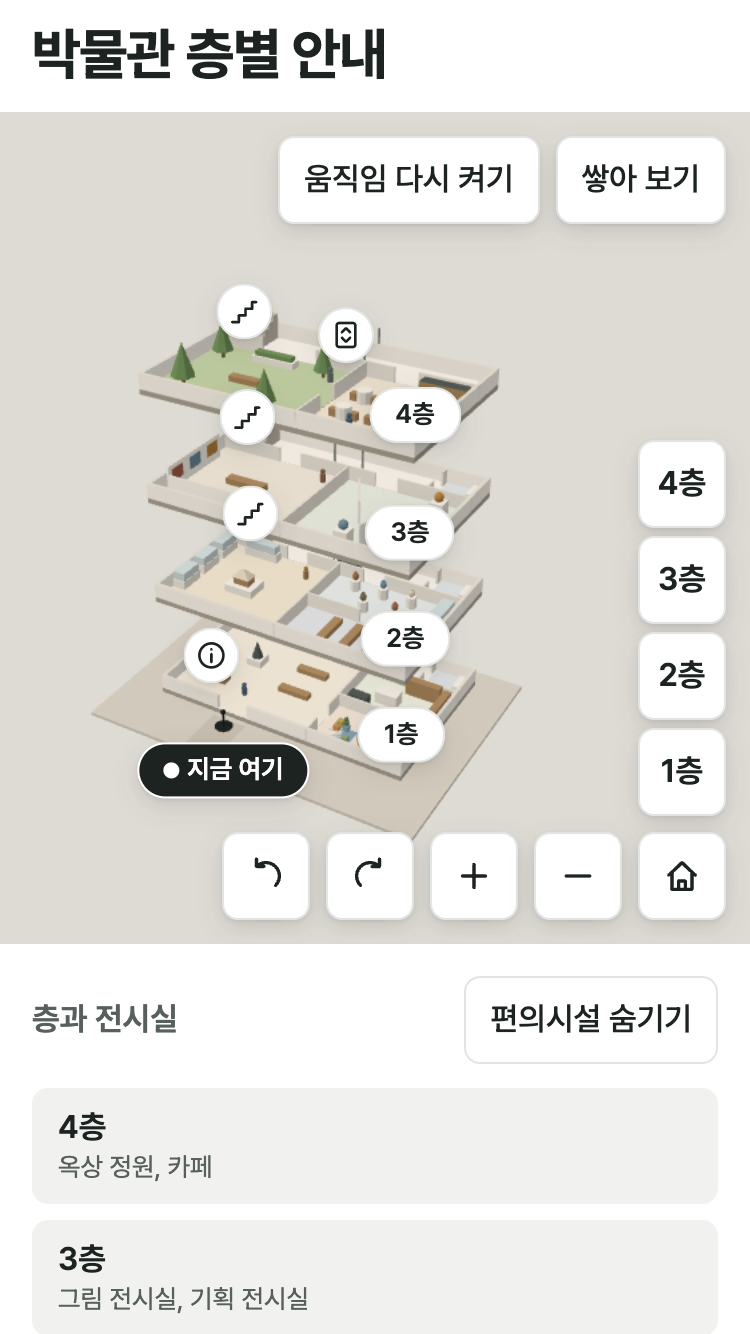 박물관 층별 안내
움직임 다시 켜기
쌓아 보기
4층
3층
2층
1층
지금 여기
4층
3층
2층
1층
층과 전시실
편의시설 숨기기
4층
옥상 정원, 카페
3층
그림 전시실, 기획 전시실